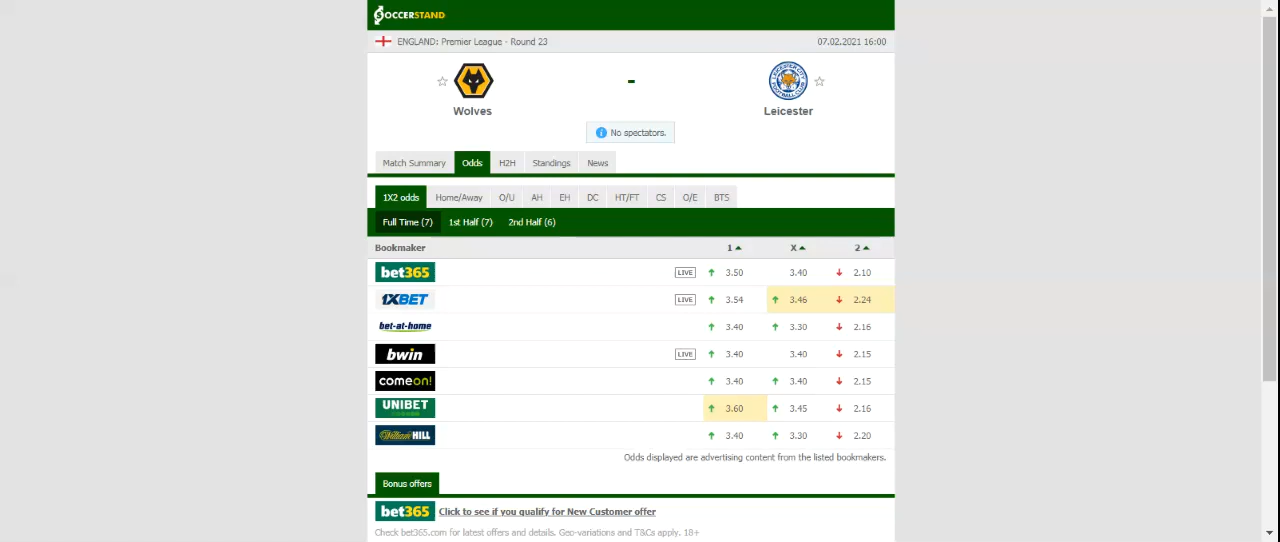 SOCCERSTAND
ENGLAND: Premier League - Round 23 07.02.2021 16:00
-
Wolves Leicester
No spectators.
Match Summary Odds H2H Standings News
1X2 odds Home/Away O/U AH EH DC HT/FT CS O/E BTS
Full Time (7) 1st Half (7) 2nd Half (6)
Bookmaker 1 X 2
bet365 LIVE 3.50 3.40 2.10
1XBET LIVE 3.54 3.46 2.24
bet-at-home 3.40 3.30 2.16
bwin LIVE 3.40 3.40 2.15
comeon! 3.40 3.40 2.15
UNIBET 3.60 3.45 2.16
William HILL 3.40 3.30 2.20
Odds displayed are advertising content from the listed bookmakers.
Bonus offers
bet365 Click to see if you qualify for New Customer offer
Check bet365.com for latest offers and details. Geo-variations and T&Cs apply. 18+